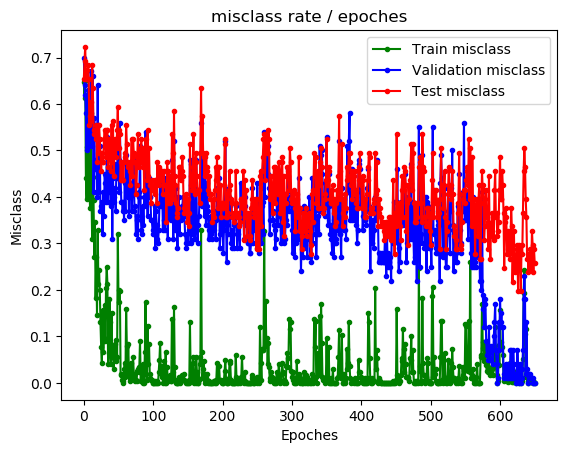 misclass rate / epoches
Train misclass
Validation misclass
Test misclass
Misclass
0.7
0.6
0.5
0.4
0.3
0.2
0.1
0.0
0 100 200 300 400 500 600
Epoches